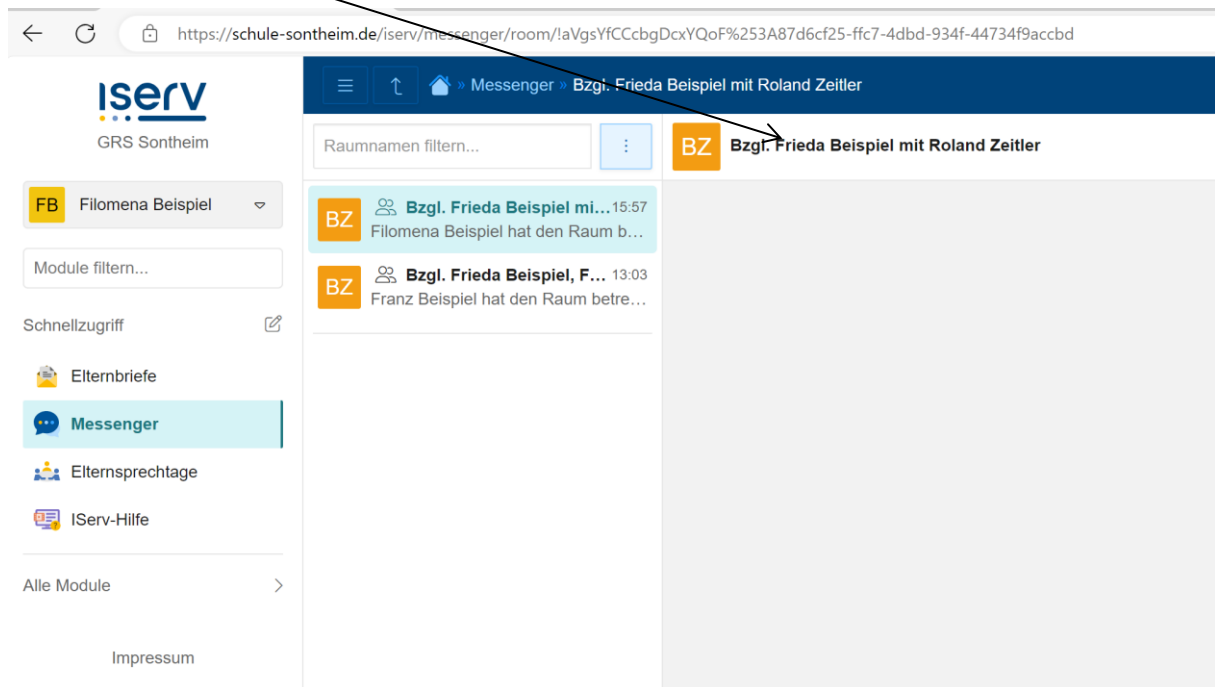 https://schule-sontheim.de/iserv/messenger/room/!aVgsYfCCcbgDcxYQoF%253A87d6cf25-ffc7-4dbd-934f-44734f9accbd
Iserv
GRS Sontheim
FB Filomena Beispiel
Module filtern...
Schnellzugriff
Elternbriefe
Messenger
Elternsprechtage
IServ-Hilfe
Alle Module
Impressum
» Messenger » Bzgl. Frieda Beispiel mit Roland Zeitler
Raumnamen filtern...
BZ Bzgl. Frieda Beispiel mi... 15:57
Filomena Beispiel hat den Raum b...
BZ Bzgl. Frieda Beispiel, F... 13:03
Franz Beispiel hat den Raum betre...
BZ Bzgl. Frieda Beispiel mit Roland Zeitler